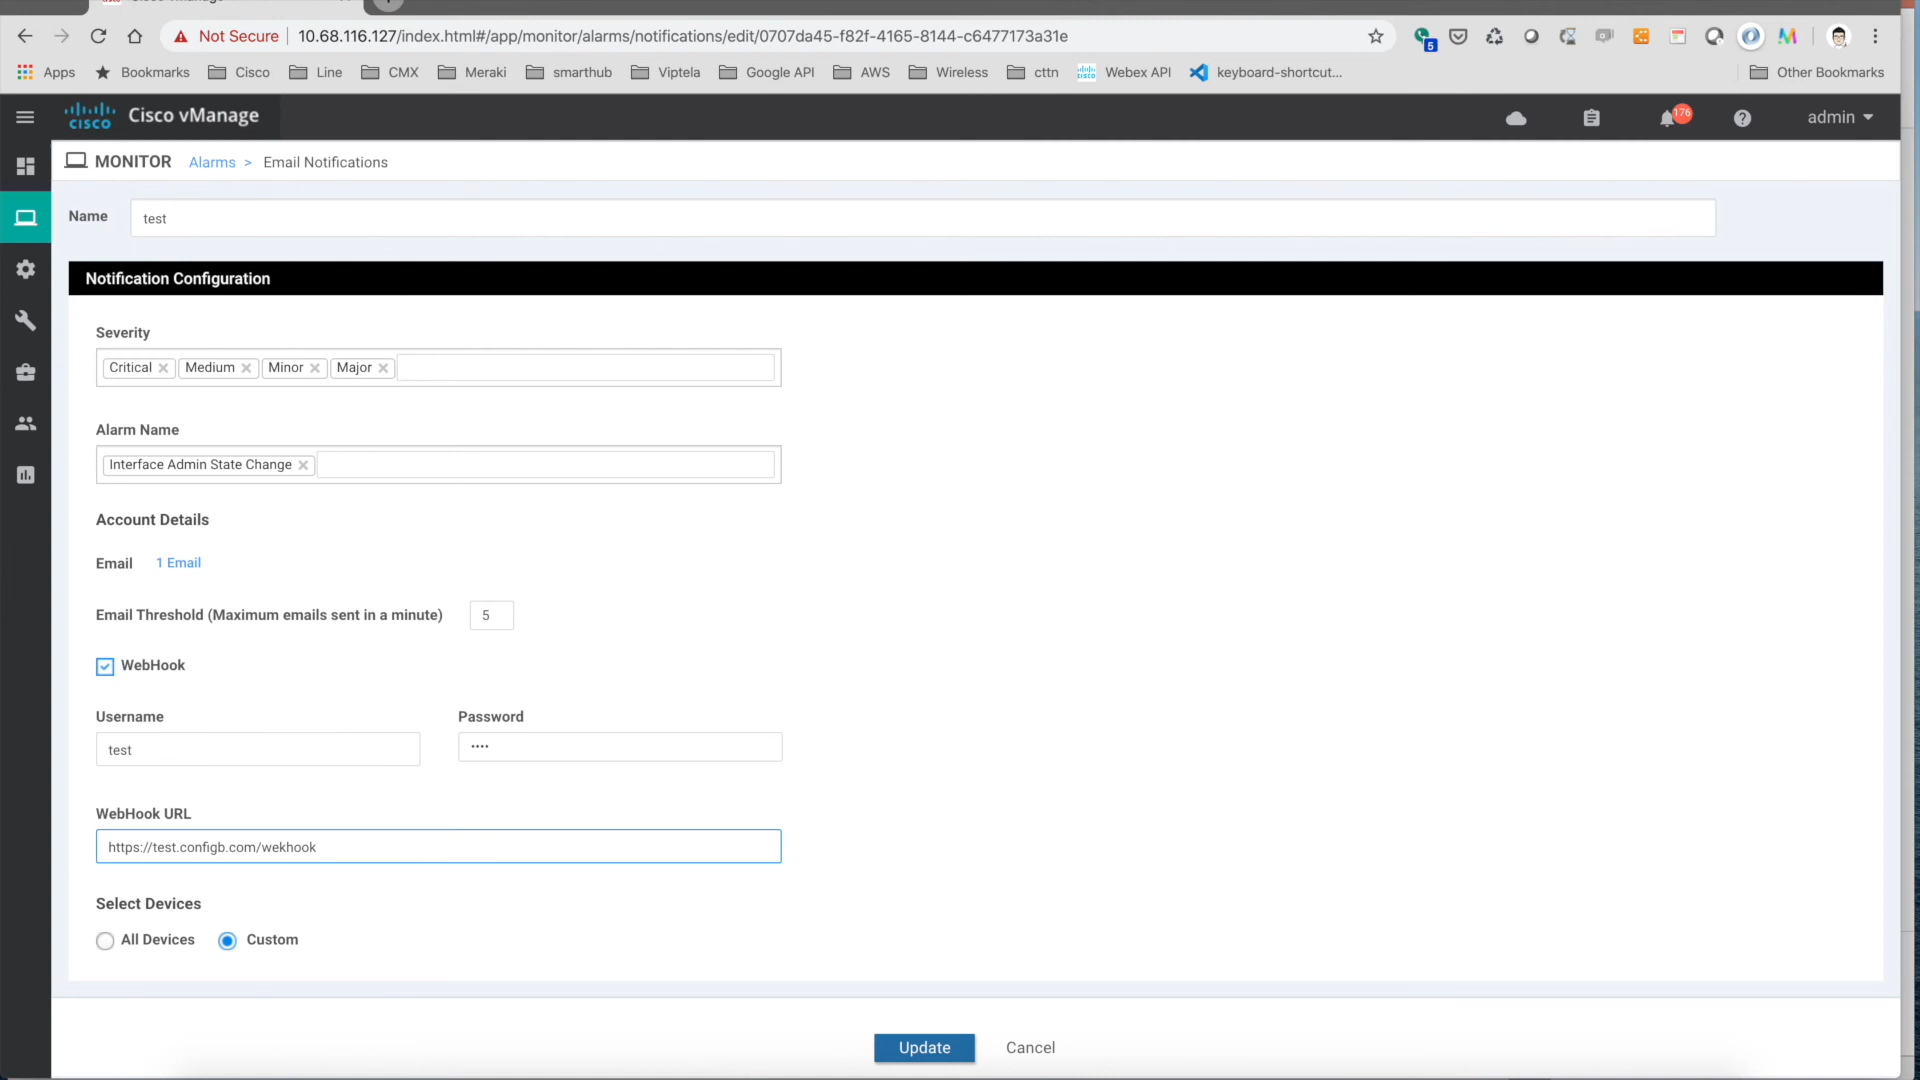 Not Secure 10.68.116.127/index.html#/app/monitor/alarms/notifications/edit/0707da45-f82f-4165-8144-c6477173a31e
5
Apps Bookmarks Cisco Line CMX Meraki smarthub Viptela Google API AWS Wireless cttn Webex API keyboard-shortcut... Other Bookmarks
cisco Cisco vManage 176 admin
MONITOR Alarms > Email Notifications
Name test
Notification Configuration
Severity
Critical Medium Minor Major
Alarm Name
Interface Admin State Change
Account Details
Email 1 Email
Email Threshold (Maximum emails sent in a minute) 5
WebHook
Username Password
test ••••
WebHook URL
https://test.configb.com/wekhook
Select Devices
All Devices Custom
Update Cancel